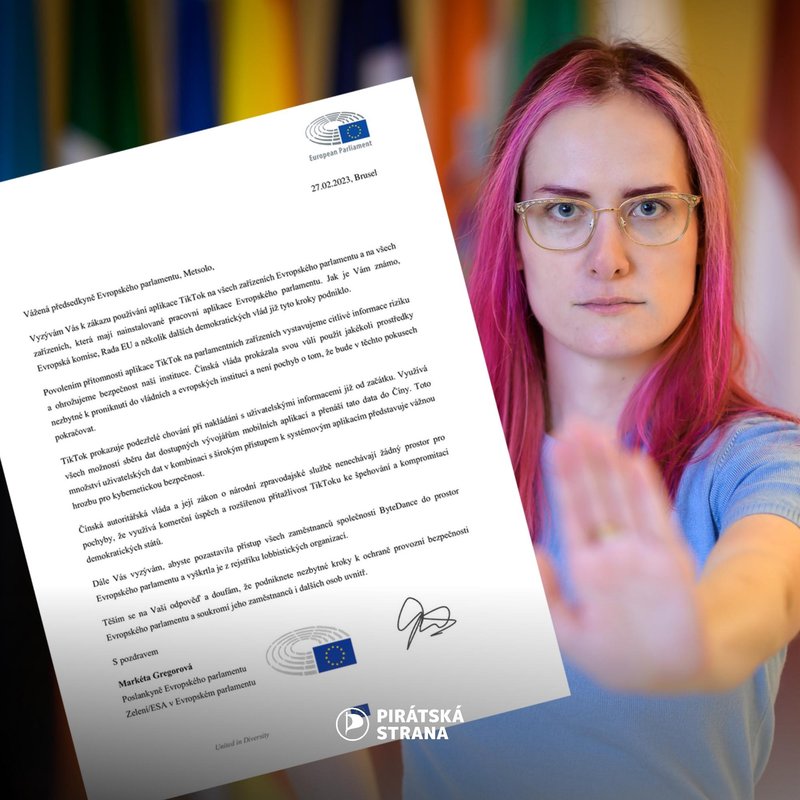 European Parliament
27.02.2023, Brusel
Vážená předsedkyně Evropského parlamentu, Metsolo,
Vyzývám Vás k zákazu používání aplikace TikTok na všech zařízeních Evropského parlamentu a na všech
zařízeních, která mají nainstalované pracovní aplikace Evropského parlamentu. Jak je Vám známo,
Evropská komise, Rada EU a několik dalších demokratických vlád již tyto kroky podniklo.
Povolením přítomnosti aplikace TikTok na parlamentních zařízeních vystavujeme citlivé informace riziku
a ohrožujeme bezpečnost naší instituce. Čínská vláda prokázala svou vůli použít jakékoli prostředky
nezbytné k proniknutí do vládních a evropských institucí a není pochyb o tom, že bude v těchto pokusech
pokračovat.
TikTok prokazuje podezřelé chování při nakládání s uživatelskými informacemi již od začátku. Využívá
všech možností sběru dat dostupných vývojářům mobilních aplikací a přenáší tato data do Číny. Toto
množství uživatelských dat v kombinaci s širokým přístupem k systémovým aplikacím představuje vážnou
hrozbu pro kybernetickou bezpečnost.
Čínská autoritářská vláda a její zákon o národní zpravodajské službě nenechávají žádný prostor pro
pochyby, že využívá komerční úspěch a rozšířenou přitažlivost TikToku ke špehování a kompromitaci
demokratických států.
Dále Vás vyzývám, abyste pozastavila přístup všech zaměstnanců společnosti ByteDance do prostor
Evropského parlamentu a vyškrtla je z rejstříku lobbistických organizací.
Těším se na Vaši odpověď a doufám, že podniknete nezbytné kroky k ochraně provozní bezpečnosti
Evropského parlamentu a soukromí jeho zaměstnanců i dalších osob uvnitř.
S pozdravem
Markéta Gregorová
Poslankyně Evropského parlamentu
Zelení/ESA v Evropském parlamentu
United in Diversity
PIRÁTSKÁ
STRANA